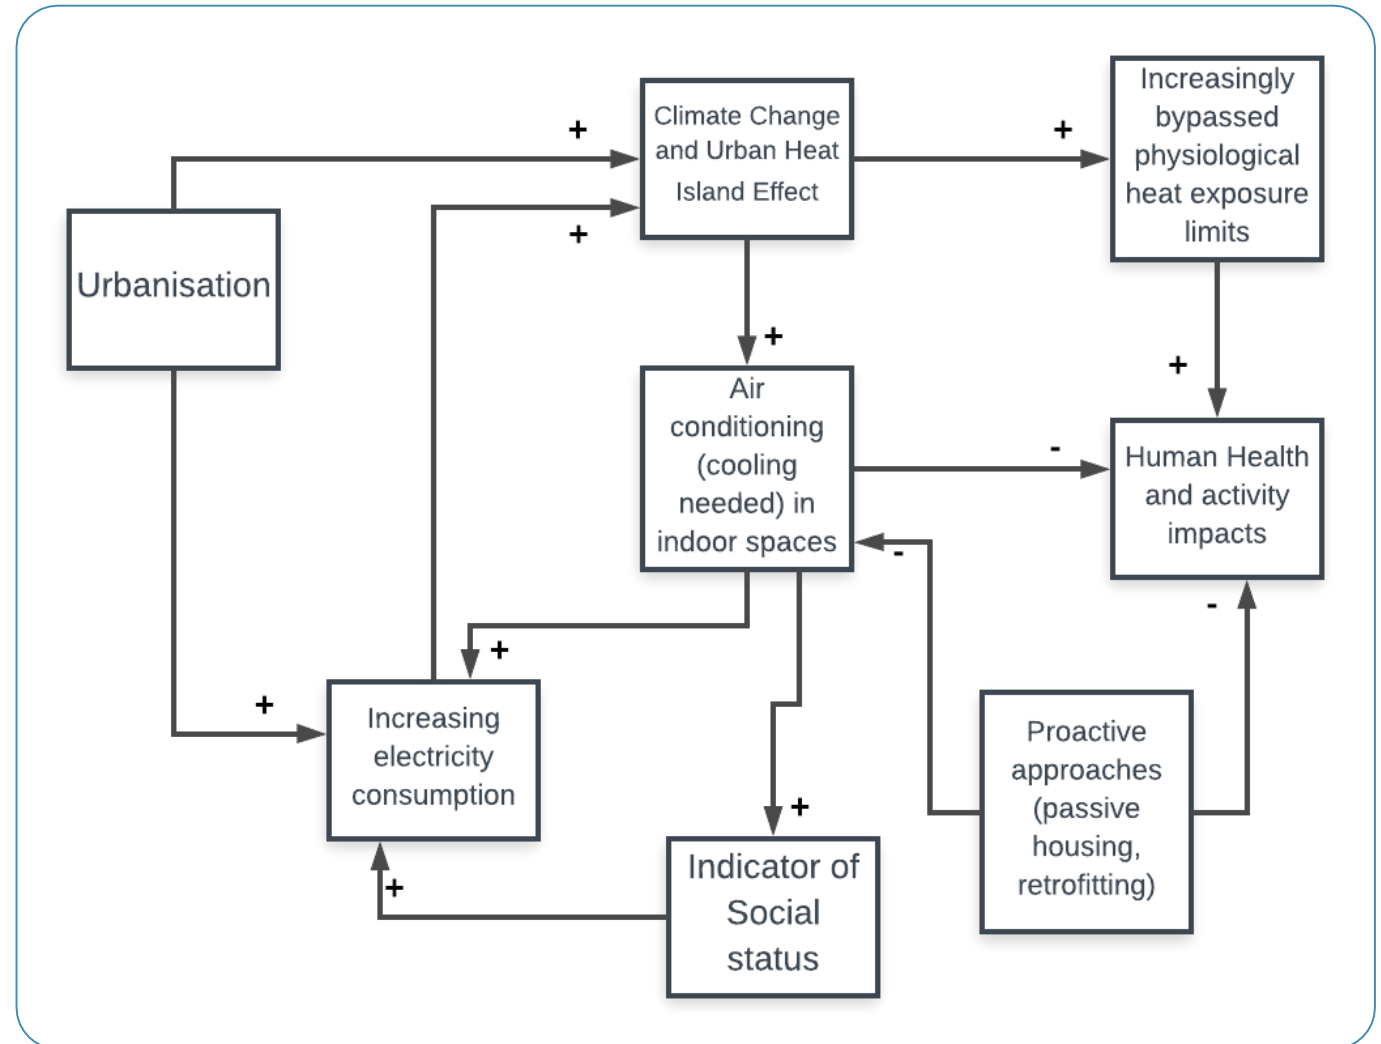 +
Climate Change
and Urban Heat
Island Effect
+
Increasingly
bypassed
physiological
heat exposure
limits
Urbanisation
+
+
+
Air
conditioning
(cooling
needed) in
indoor spaces
-
Human Health
and activity
impacts
-
-
+
+
Increasing
electricity
consumption
+
+
Indicator of
Social
status
Proactive
approaches
(passive
housing,
retrofitting)